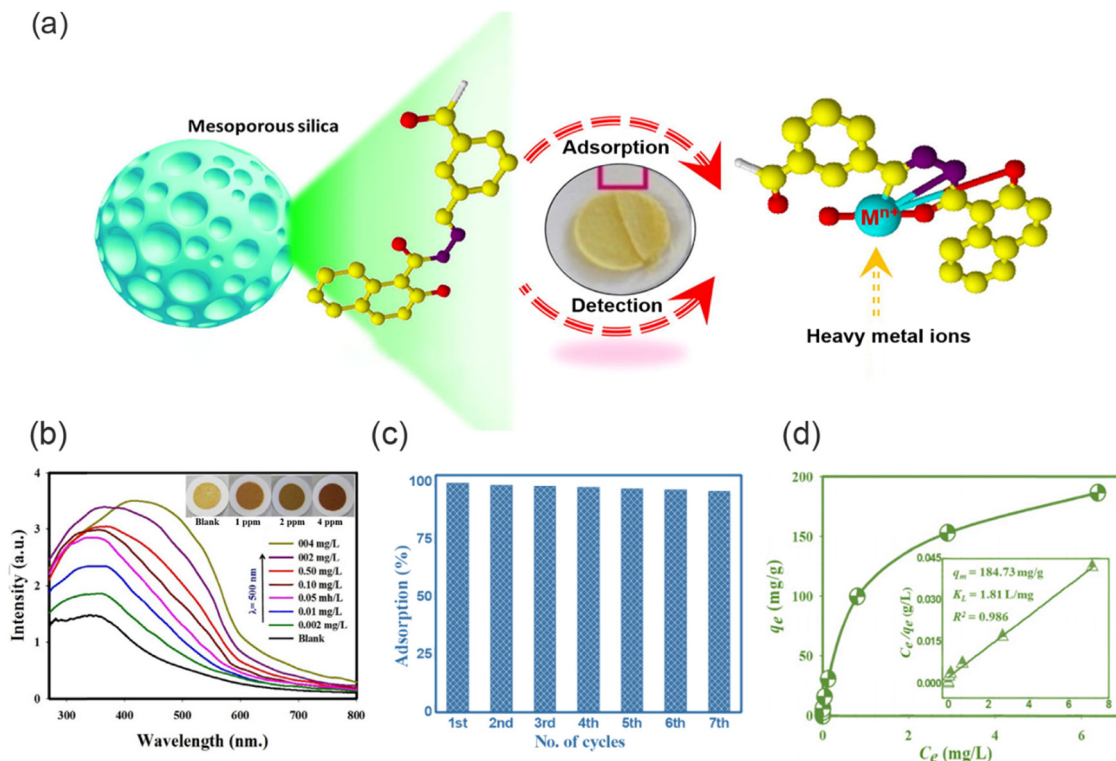 (a)
Mesoporous silica
Adsorption
Detection
Mⁿ⁺
Heavy metal ions
(b)
Intensity (a.u.)
4
3
2
1
0
300
400
500
600
700
800
Wavelength (nm.)
Blank
1 ppm
2 ppm
4 ppm
004 mg/L
002 mg/L
0.50 mg/L
0.10 mg/L
0.05 mh/L
0.01 mg/L
0.002 mg/L
Blank
λ= 500 nm
(c)
Adsorption (%)
100
75
50
25
0
1st
2nd
3rd
4th
5th
6th
7th
No. of cycles
(d)
qe (mg/g)
200
150
100
50
0
0
2
4
6
Ce (mg/L)
Ce/qe (g/L)
0.045
0.030
0.015
0.000
0
2
4
6
8
qm = 184.73 mg/g
KL = 1.81 L/mg
R² = 0.986